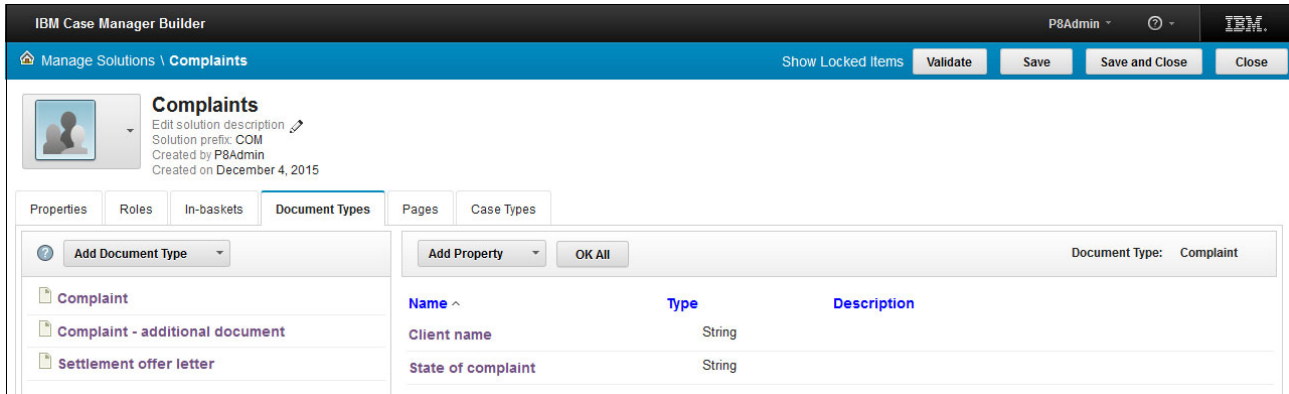 IBM Case Manager Builder P8Admin ? IBM.
Manage Solutions \ Complaints Show Locked Items Validate Save Save and Close Close
Complaints
Edit solution description
Solution prefix: COM
Created by P8Admin
Created on December 4, 2015
Properties Roles In-baskets Document Types Pages Case Types
? Add Document Type Add Property OK All Document Type: Complaint
Complaint
Complaint - additional document
Settlement offer letter
Name Type Description
Client name String
State of complaint String